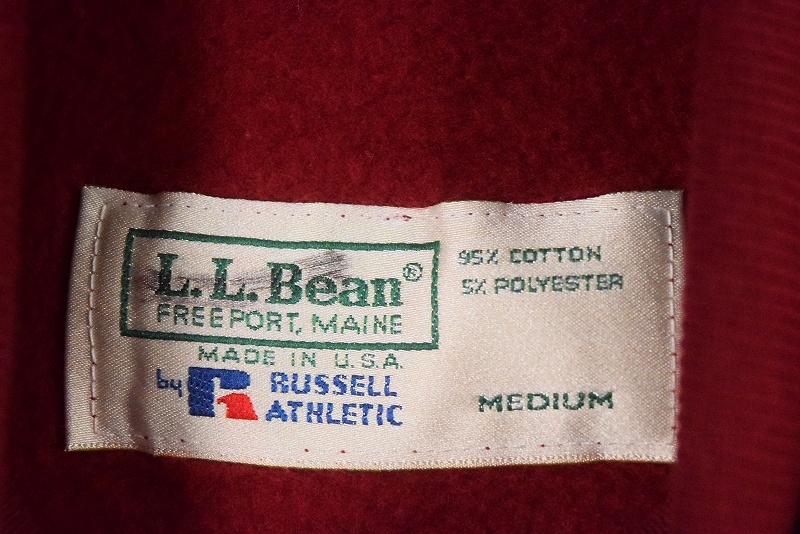 L.L.Bean®
FREEPORT, MAINE
MADE IN U.S.A.
by R RUSSELL
ATHLETIC
95% COTTON
5% POLYESTER
MEDIUM